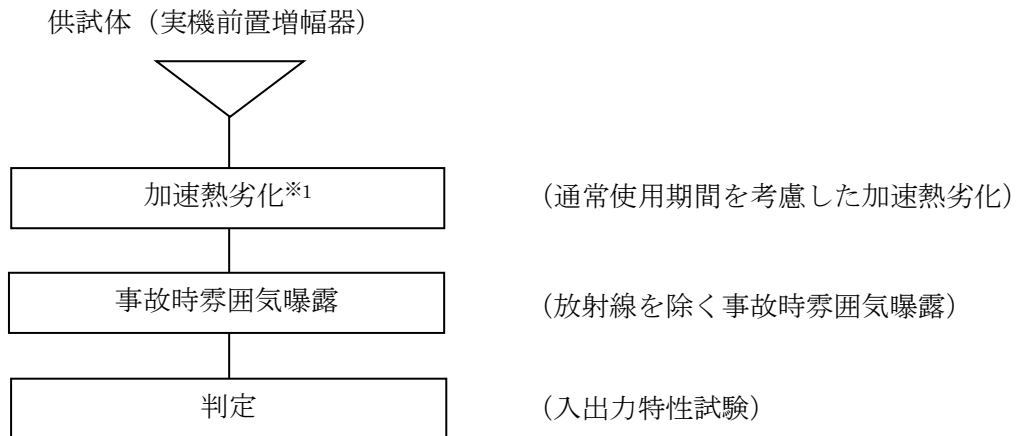 供試体（実機前置増幅器）
加速熱劣化※1
（通常使用期間を考慮した加速熱劣化）
事故時雰囲気曝露
（放射線を除く事故時雰囲気曝露）
判定
（入出力特性試験）